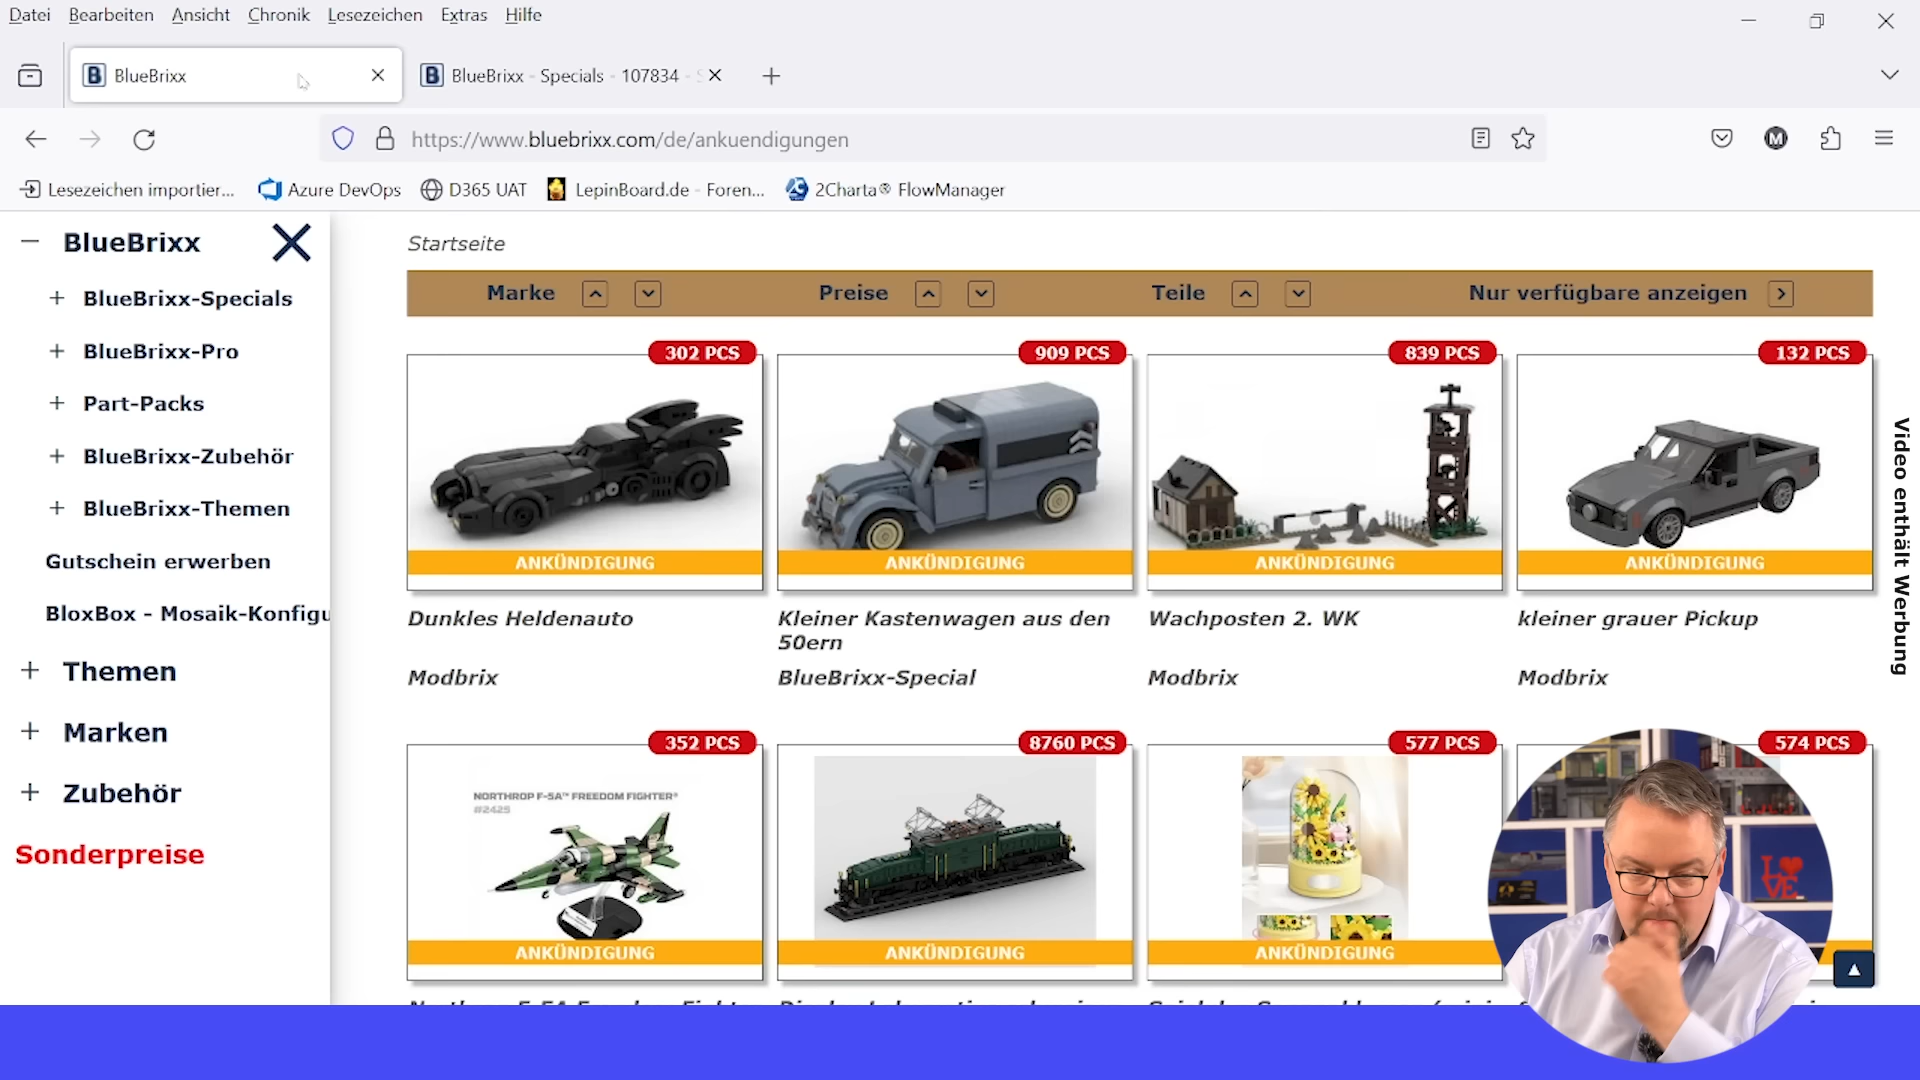 Datei Bearbeiten Ansicht Chronik Lesezeichen Extras Hilfe
BlueBrixx
BlueBrixx - Specials - 107834 -
https://www.bluebrixx.com/de/ankuendigungen
Lesezeichen importier... Azure DevOps D365 UAT LepinBoard.de - Foren... 2Charta® FlowManager
BlueBrixx
BlueBrixx-Specials
BlueBrixx-Pro
Part-Packs
BlueBrixx-Zubehör
BlueBrixx-Themen
Gutschein erwerben
BloxBox - Mosaik-Konfigu
Themen
Marken
Zubehör
Sonderpreise
Startseite
Marke Preise Teile Nur verfügbare anzeigen
302 PCS 909 PCS 839 PCS 132 PCS
ANKÜNDIGUNG ANKÜNDIGUNG ANKÜNDIGUNG ANKÜNDIGUNG
Dunkles Heldenauto
Kleiner Kastenwagen aus den
50ern
Wachposten 2. WK
kleiner grauer Pickup
Modbrix BlueBrixx-Special Modbrix Modbrix
352 PCS 8760 PCS 577 PCS 574 PCS
NORTHROP F-5A™ FREEDOM FIGHTER®
#2425
ANKÜNDIGUNG ANKÜNDIGUNG ANKÜNDIGUNG
Video enthält Werbung
M
LOVE